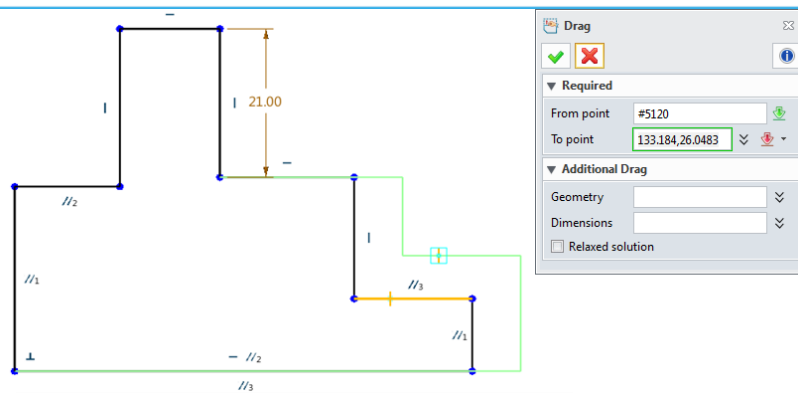 Drag
Required
From point #5120
To point 133.184,26.0483
Additional Drag
Geometry
Dimensions
Relaxed solution
21.00
//2
//1
//3
//1
//2
//3